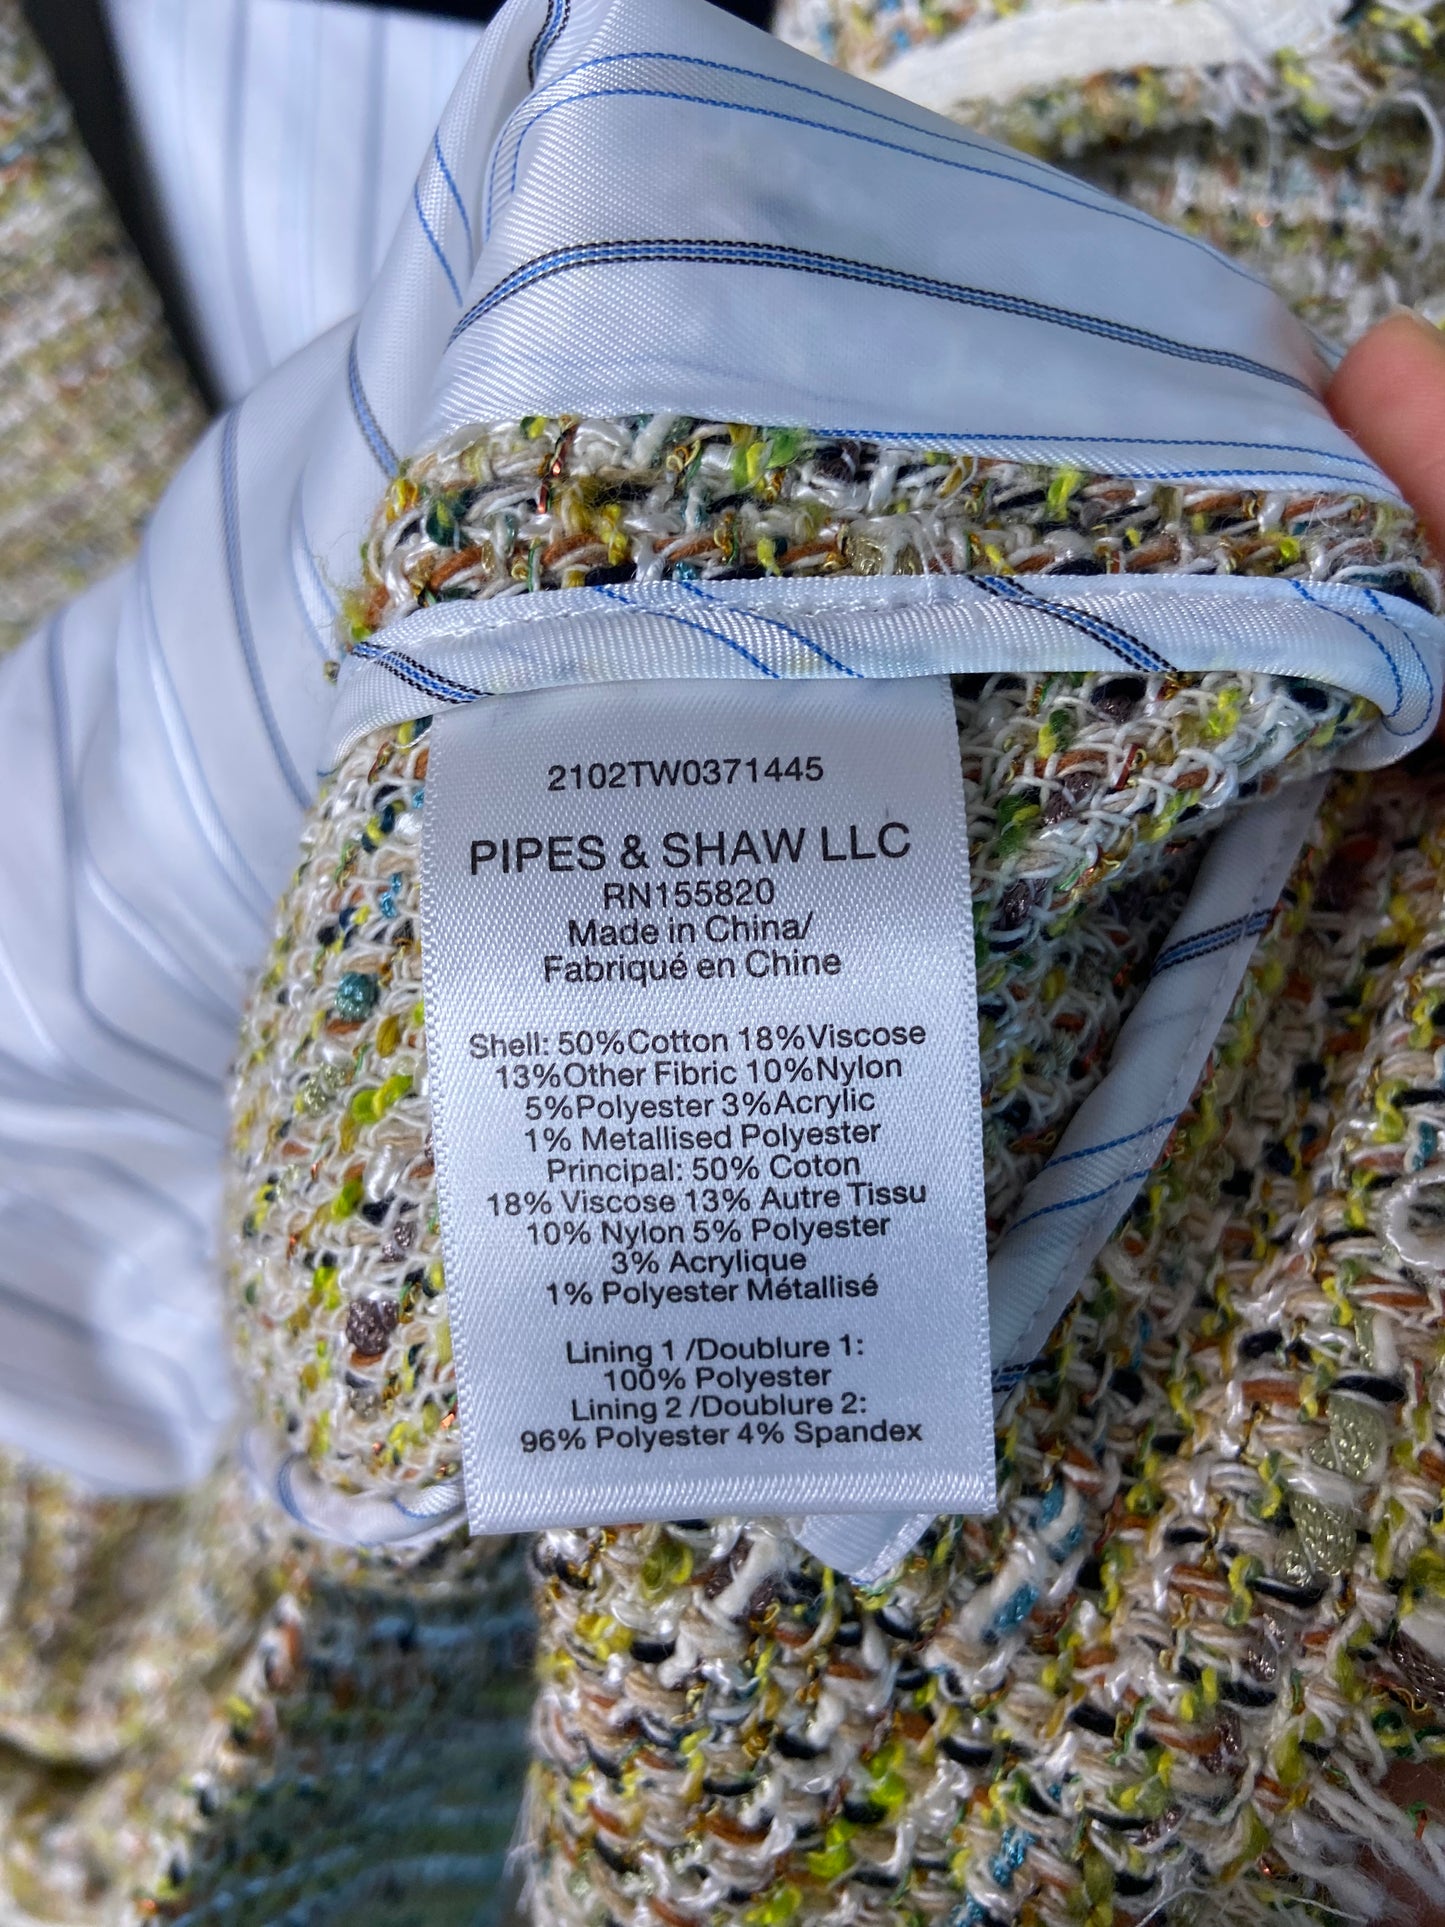 2102TW0371445
PIPES & SHAW LLC
RN155820
Made in China/
Fabriqué en Chine
Shell: 50%Cotton 18%Viscose
13%Other Fibric 10%Nylon
5%Polyester 3%Acrylic
1% Metallised Polyester
Principal: 50% Coton
18% Viscose 13% Autre Tissu
10% Nylon 5% Polyester
3% Acrylique
1% Polyester Métallisé
Lining 1 /Doublure 1:
100% Polyester
Lining 2 /Doublure 2:
96% Polyester 4% Spandex